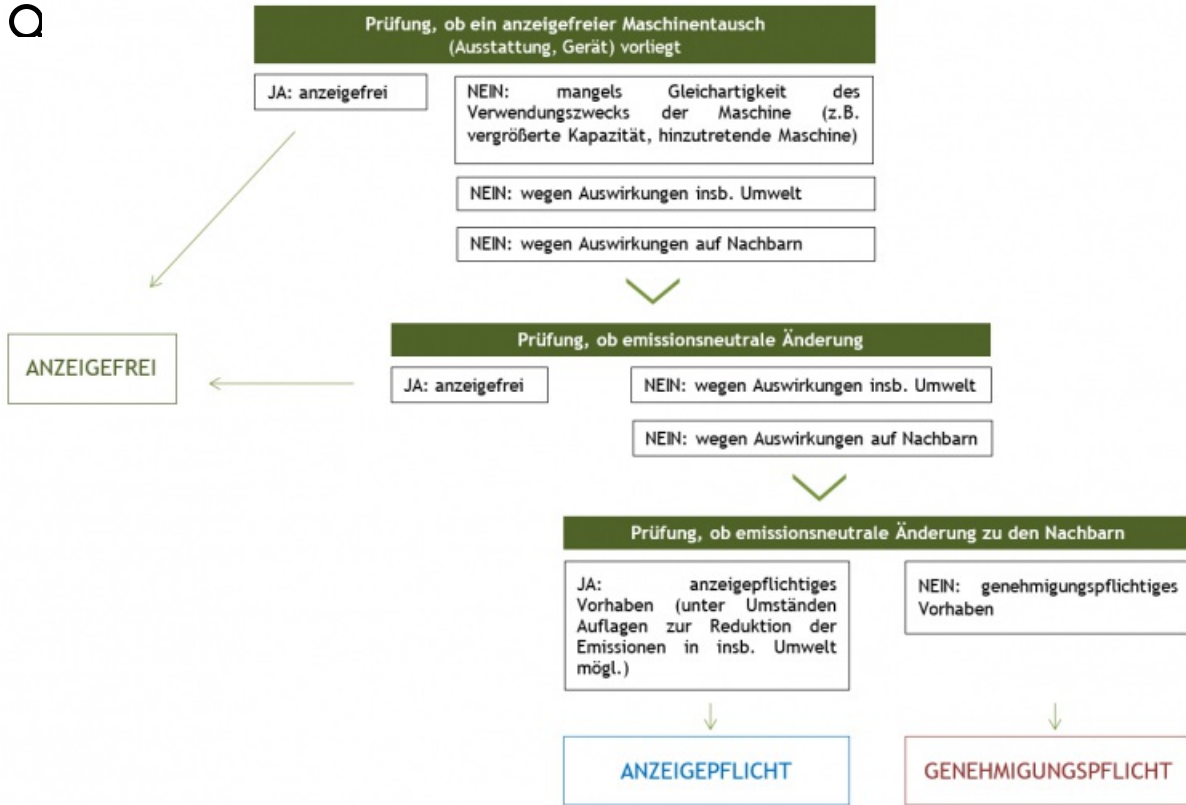 Prüfung, ob ein anzeigefreier Maschinentausch
(Ausstattung, Gerät) vorliegt
JA: anzeigefrei
NEIN: mangels Gleichartigkeit des
Verwendungszwecks der Maschine (z.B.
vergrößerte Kapazität, hinzutretende Maschine)
NEIN: wegen Auswirkungen insb. Umwelt
NEIN: wegen Auswirkungen auf Nachbarn
ANZEIGEFREI
Prüfung, ob emissionsneutrale Änderung
JA: anzeigefrei
NEIN: wegen Auswirkungen insb. Umwelt
NEIN: wegen Auswirkungen auf Nachbarn
Prüfung, ob emissionsneutrale Änderung zu den Nachbarn
JA: anzeigepflichtiges
Vorhaben (unter Umständen
Auflagen zur Reduktion der
Emissionen in insb. Umwelt
mögl.)
NEIN: genehmigungspflichtiges
Vorhaben
ANZEIGEPFLICHT
GENEHMIGUNGSPFLICHT